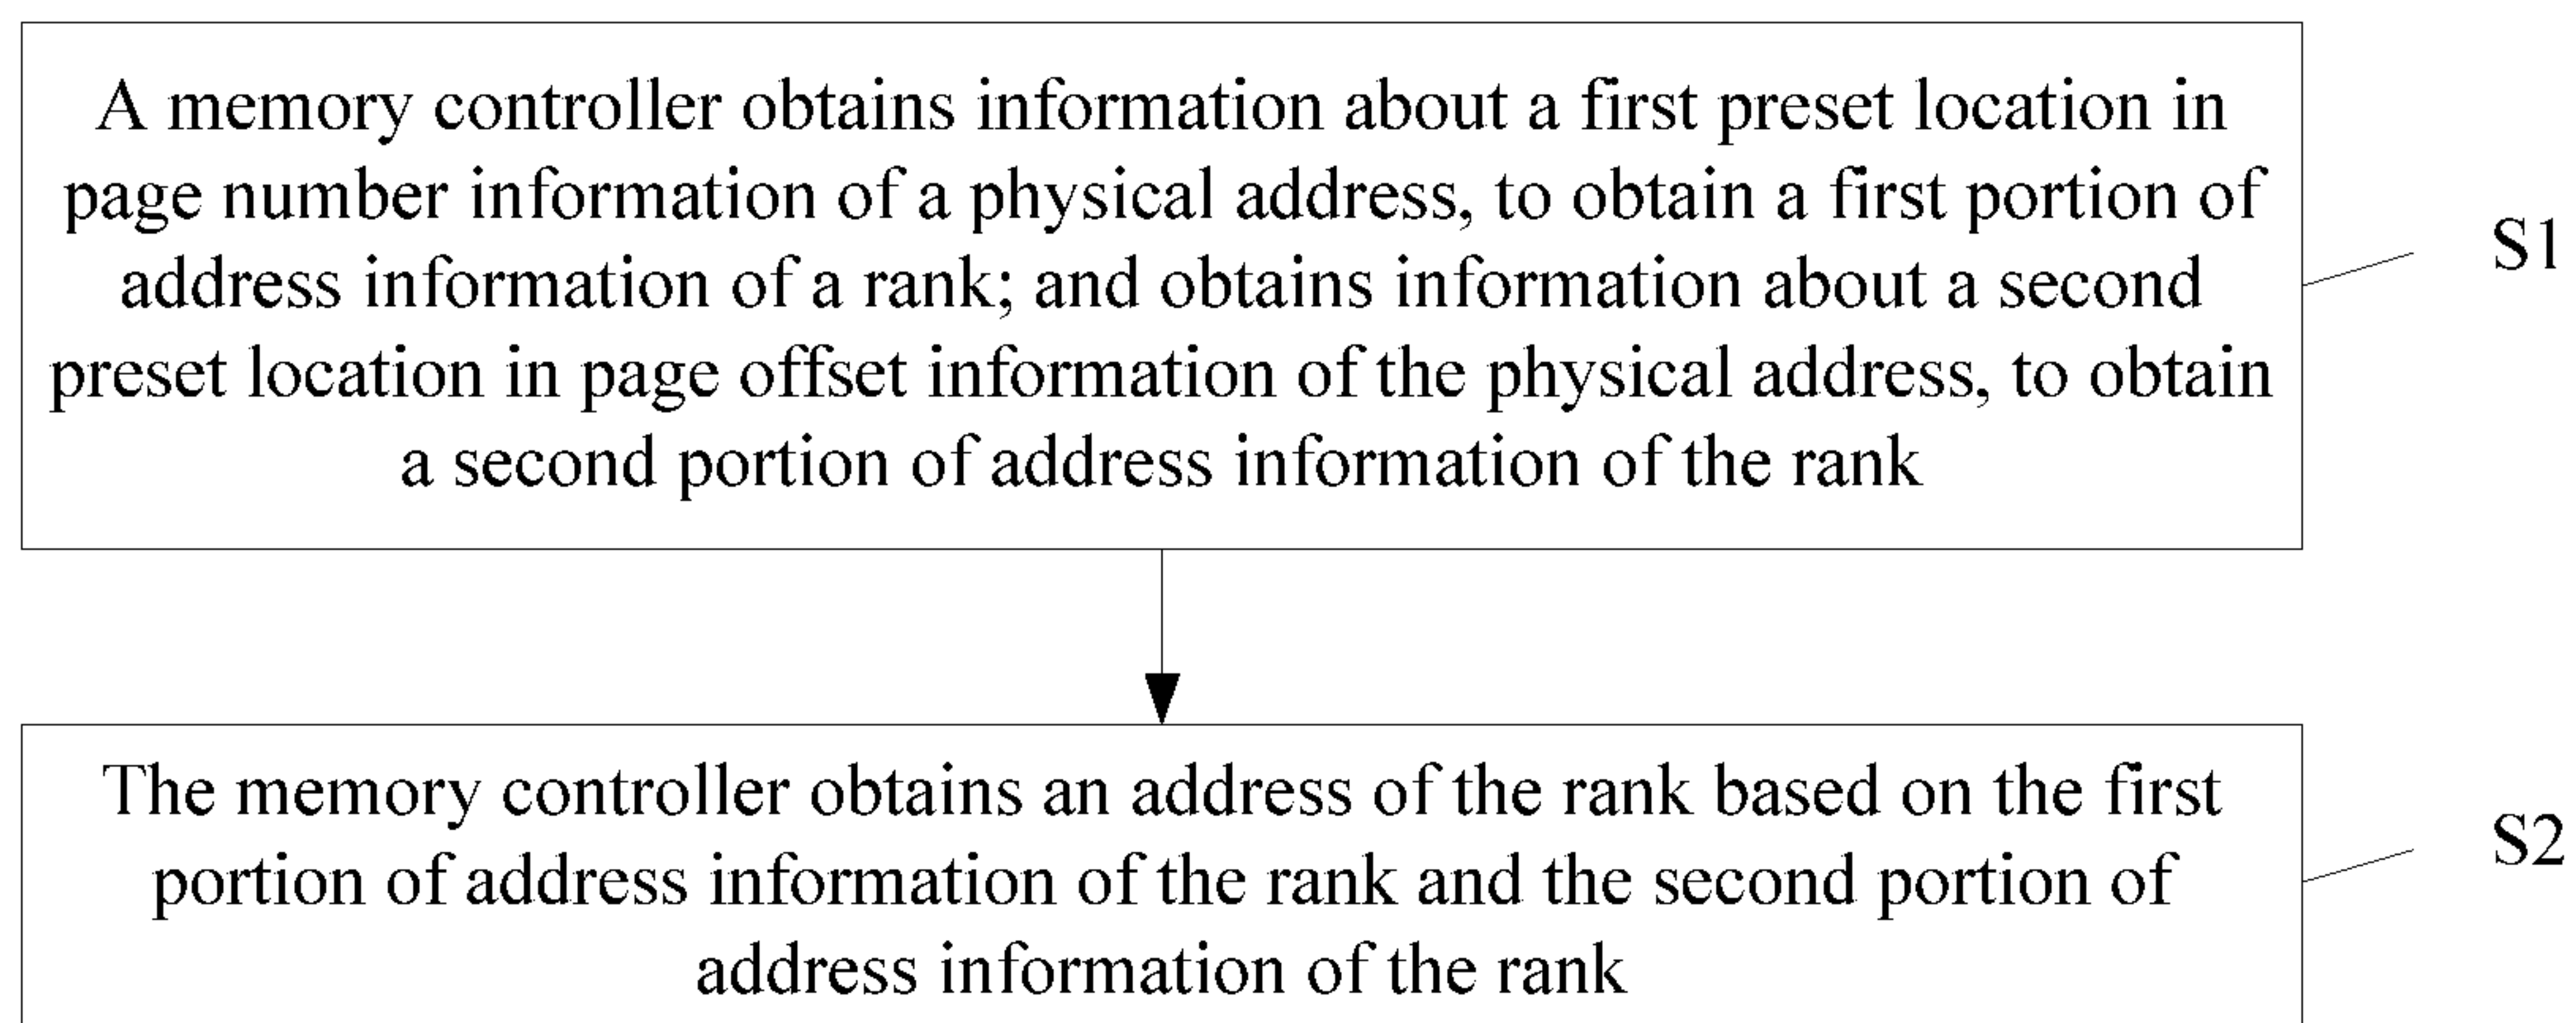 A memory controller obtains information about a first preset location in
page number information of a physical address, to obtain a first portion of
address information of a rank; and obtains information about a second
preset location in page offset information of the physical address, to obtain
a second portion of address information of the rank
S1
The memory controller obtains an address of the rank based on the first
portion of address information of the rank and the second portion of
address information of the rank
S2